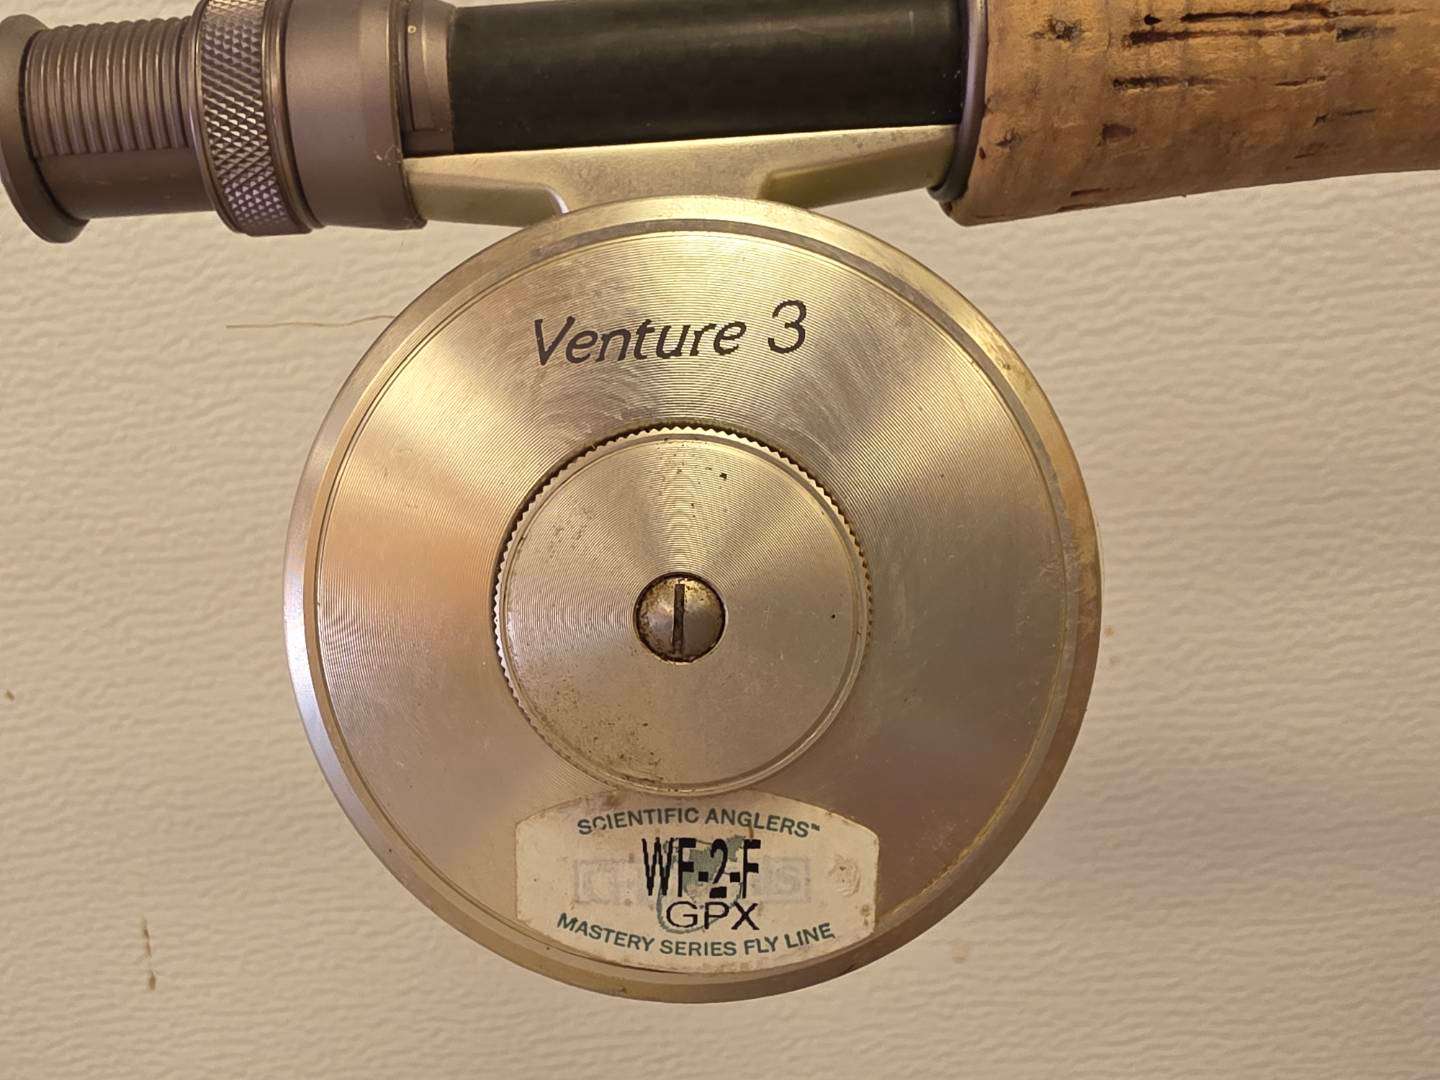 Venture 3
SCIENTIFIC ANGLERS™
WF-2-F
GPX
MASTERY SERIES FLY LINE